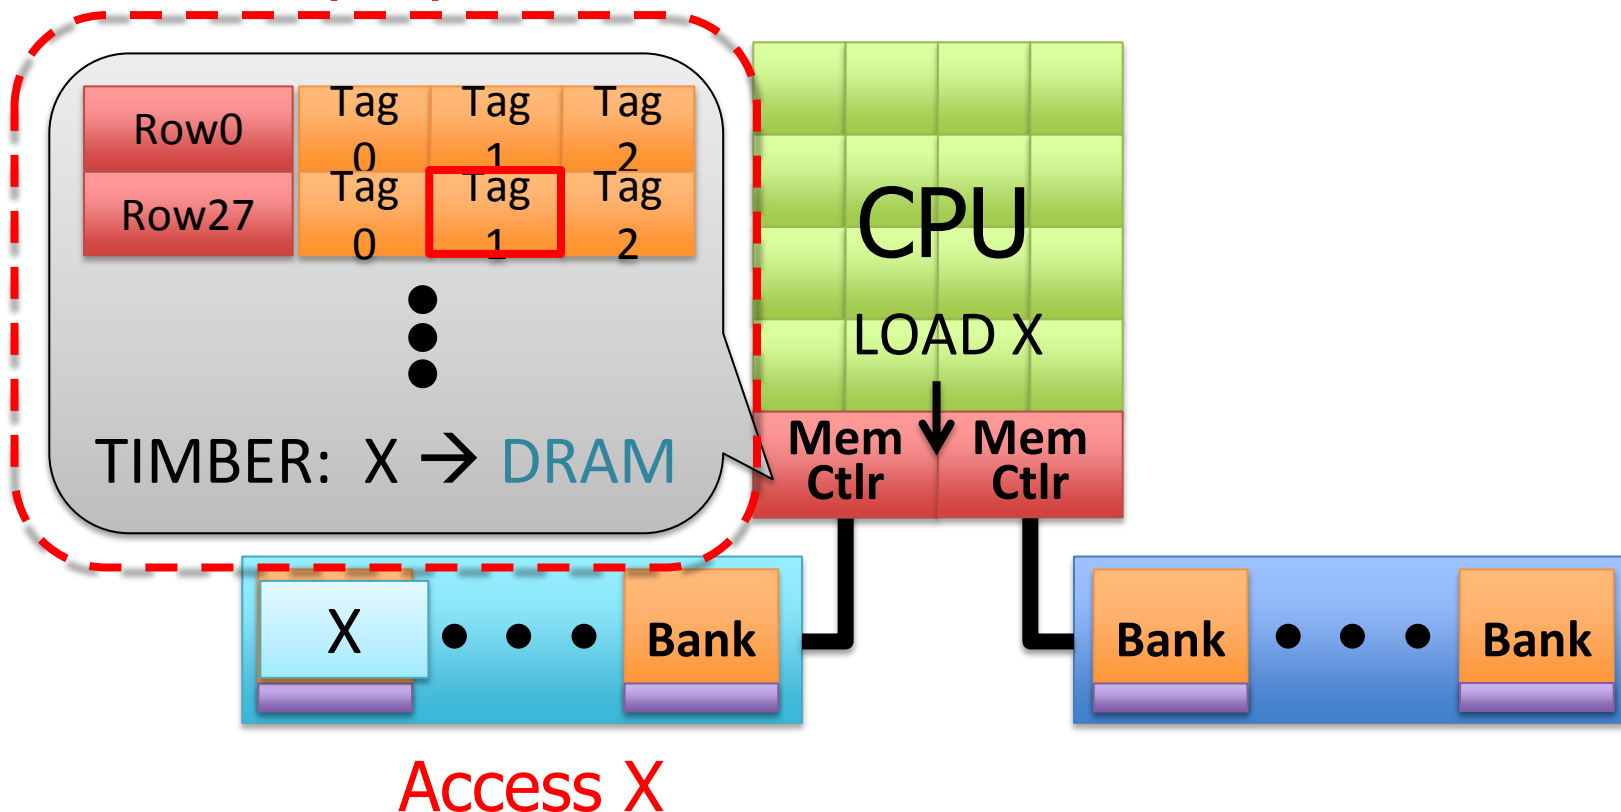 Row0 Tag 0 Tag 1 Tag 2
Row27 Tag 0 Tag 1 Tag 2
TIMBER: X → DRAM
CPU
LOAD X
Mem Ctlr Mem Ctlr
X • • • Bank
Bank • • • Bank
Access X